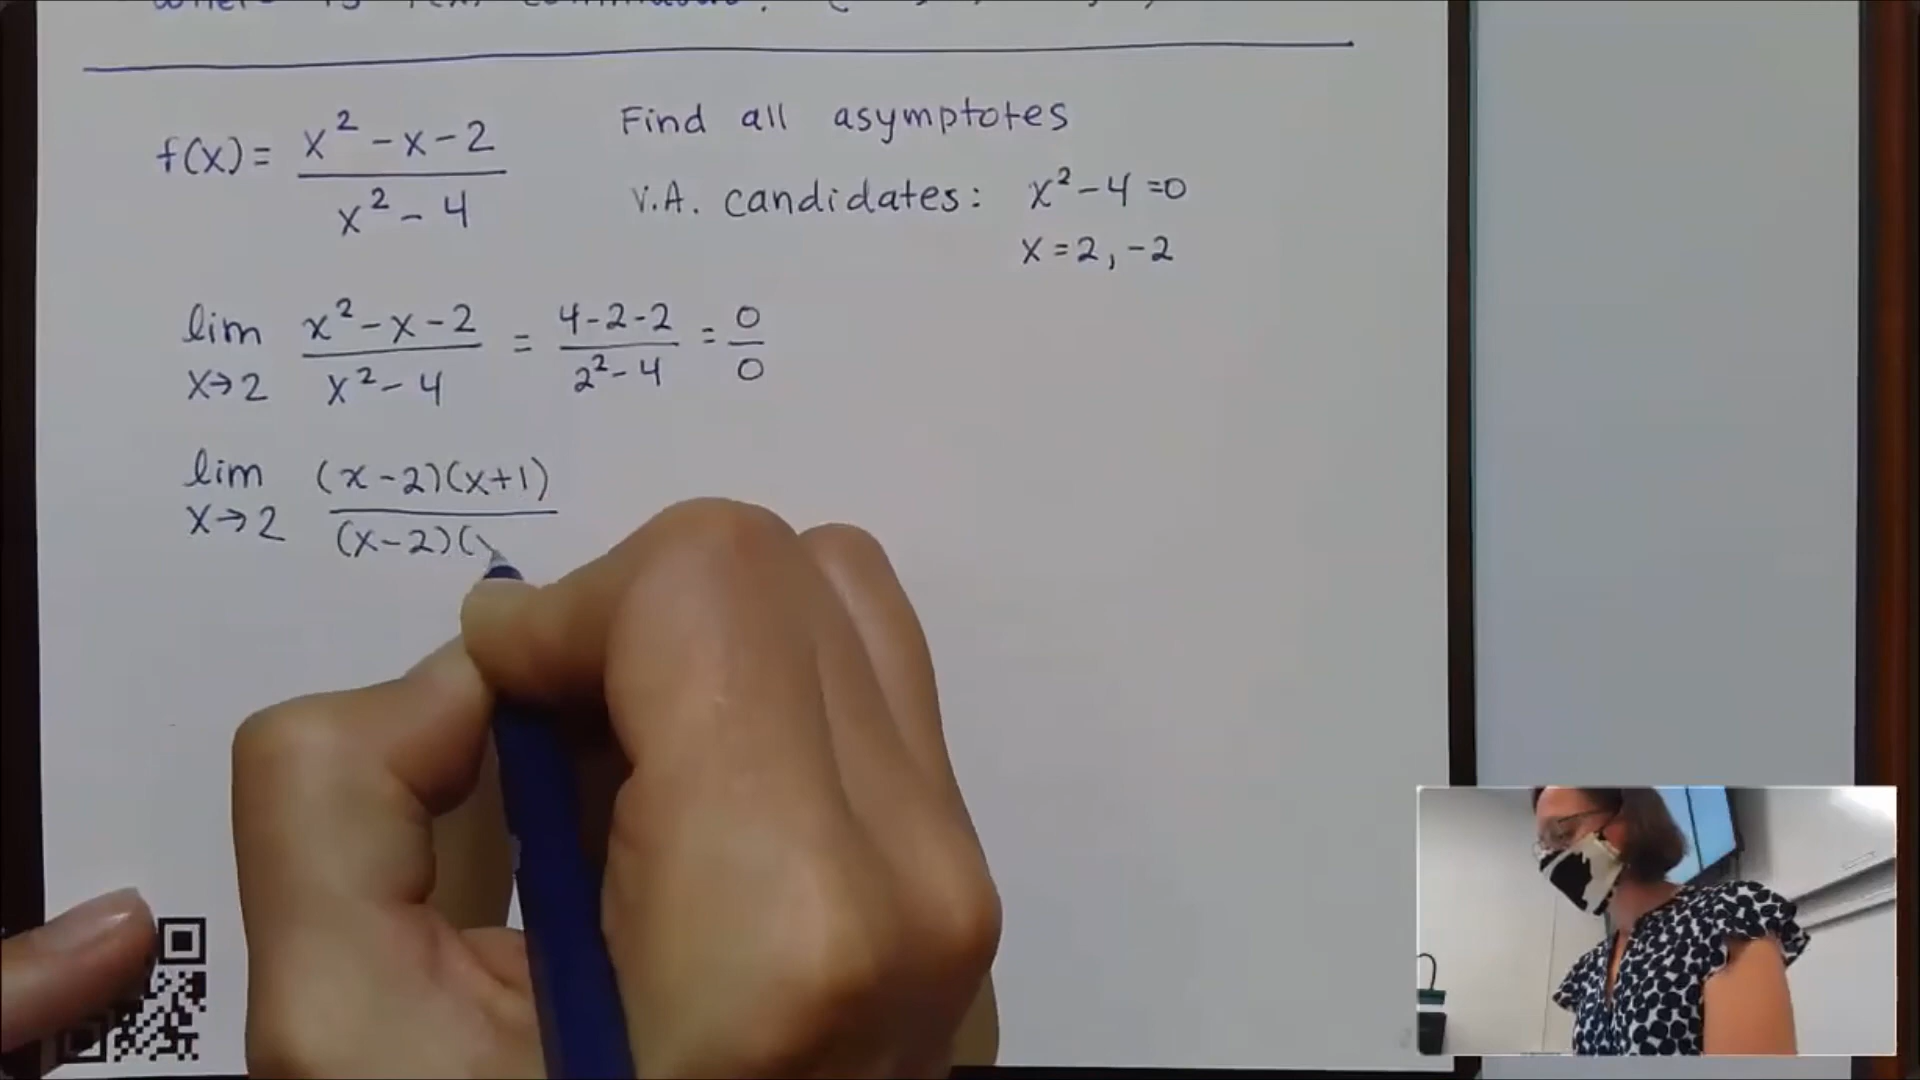 f(x) = x² - x - 2 / x² - 4
Find all asymptotes
V.A. candidates: x² - 4 = 0
x = 2, -2
lim x→2 x² - x - 2 / x² - 4 = 4 - 2 - 2 / 2² - 4 = 0 / 0
lim x→2 (x - 2)(x + 1) / (x - 2)(